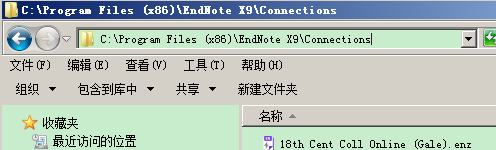 C:\Program Files (x86)\EndNote X9\Connections
C:\Program Files (x86)\EndNote X9\Connections
文件(F) 编辑(E) 查看(V) 工具(T) 帮助(H)
组织 包含到库中 共享 新建文件夹
收藏夹
最近访问的位置
名称
18th Cent Coll Online (Gale).enz